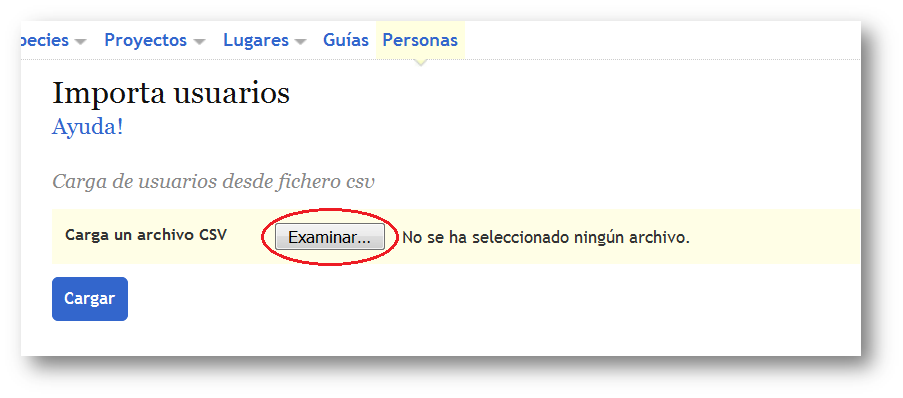 pecies Proyectos Lugares Guías Personas
Importa usuarios
Ayuda!
Carga de usuarios desde fichero csv
Carga un archivo CSV Examinar... No se ha seleccionado ningún archivo.
Cargar